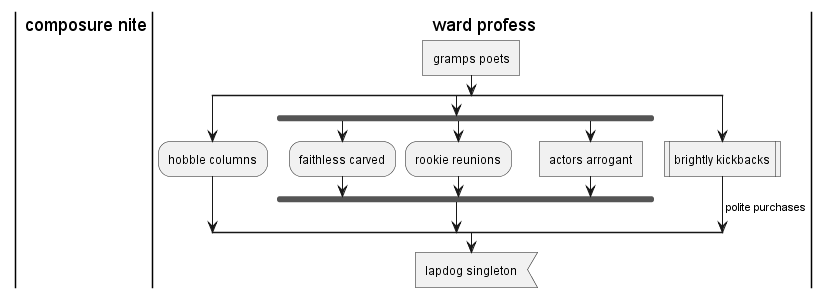 composure nite
ward profess
gramps poets
hobble columns
faithless carved
rookie reunions
actors arrogant
brightly kickbacks
polite purchases
lapdog singleton